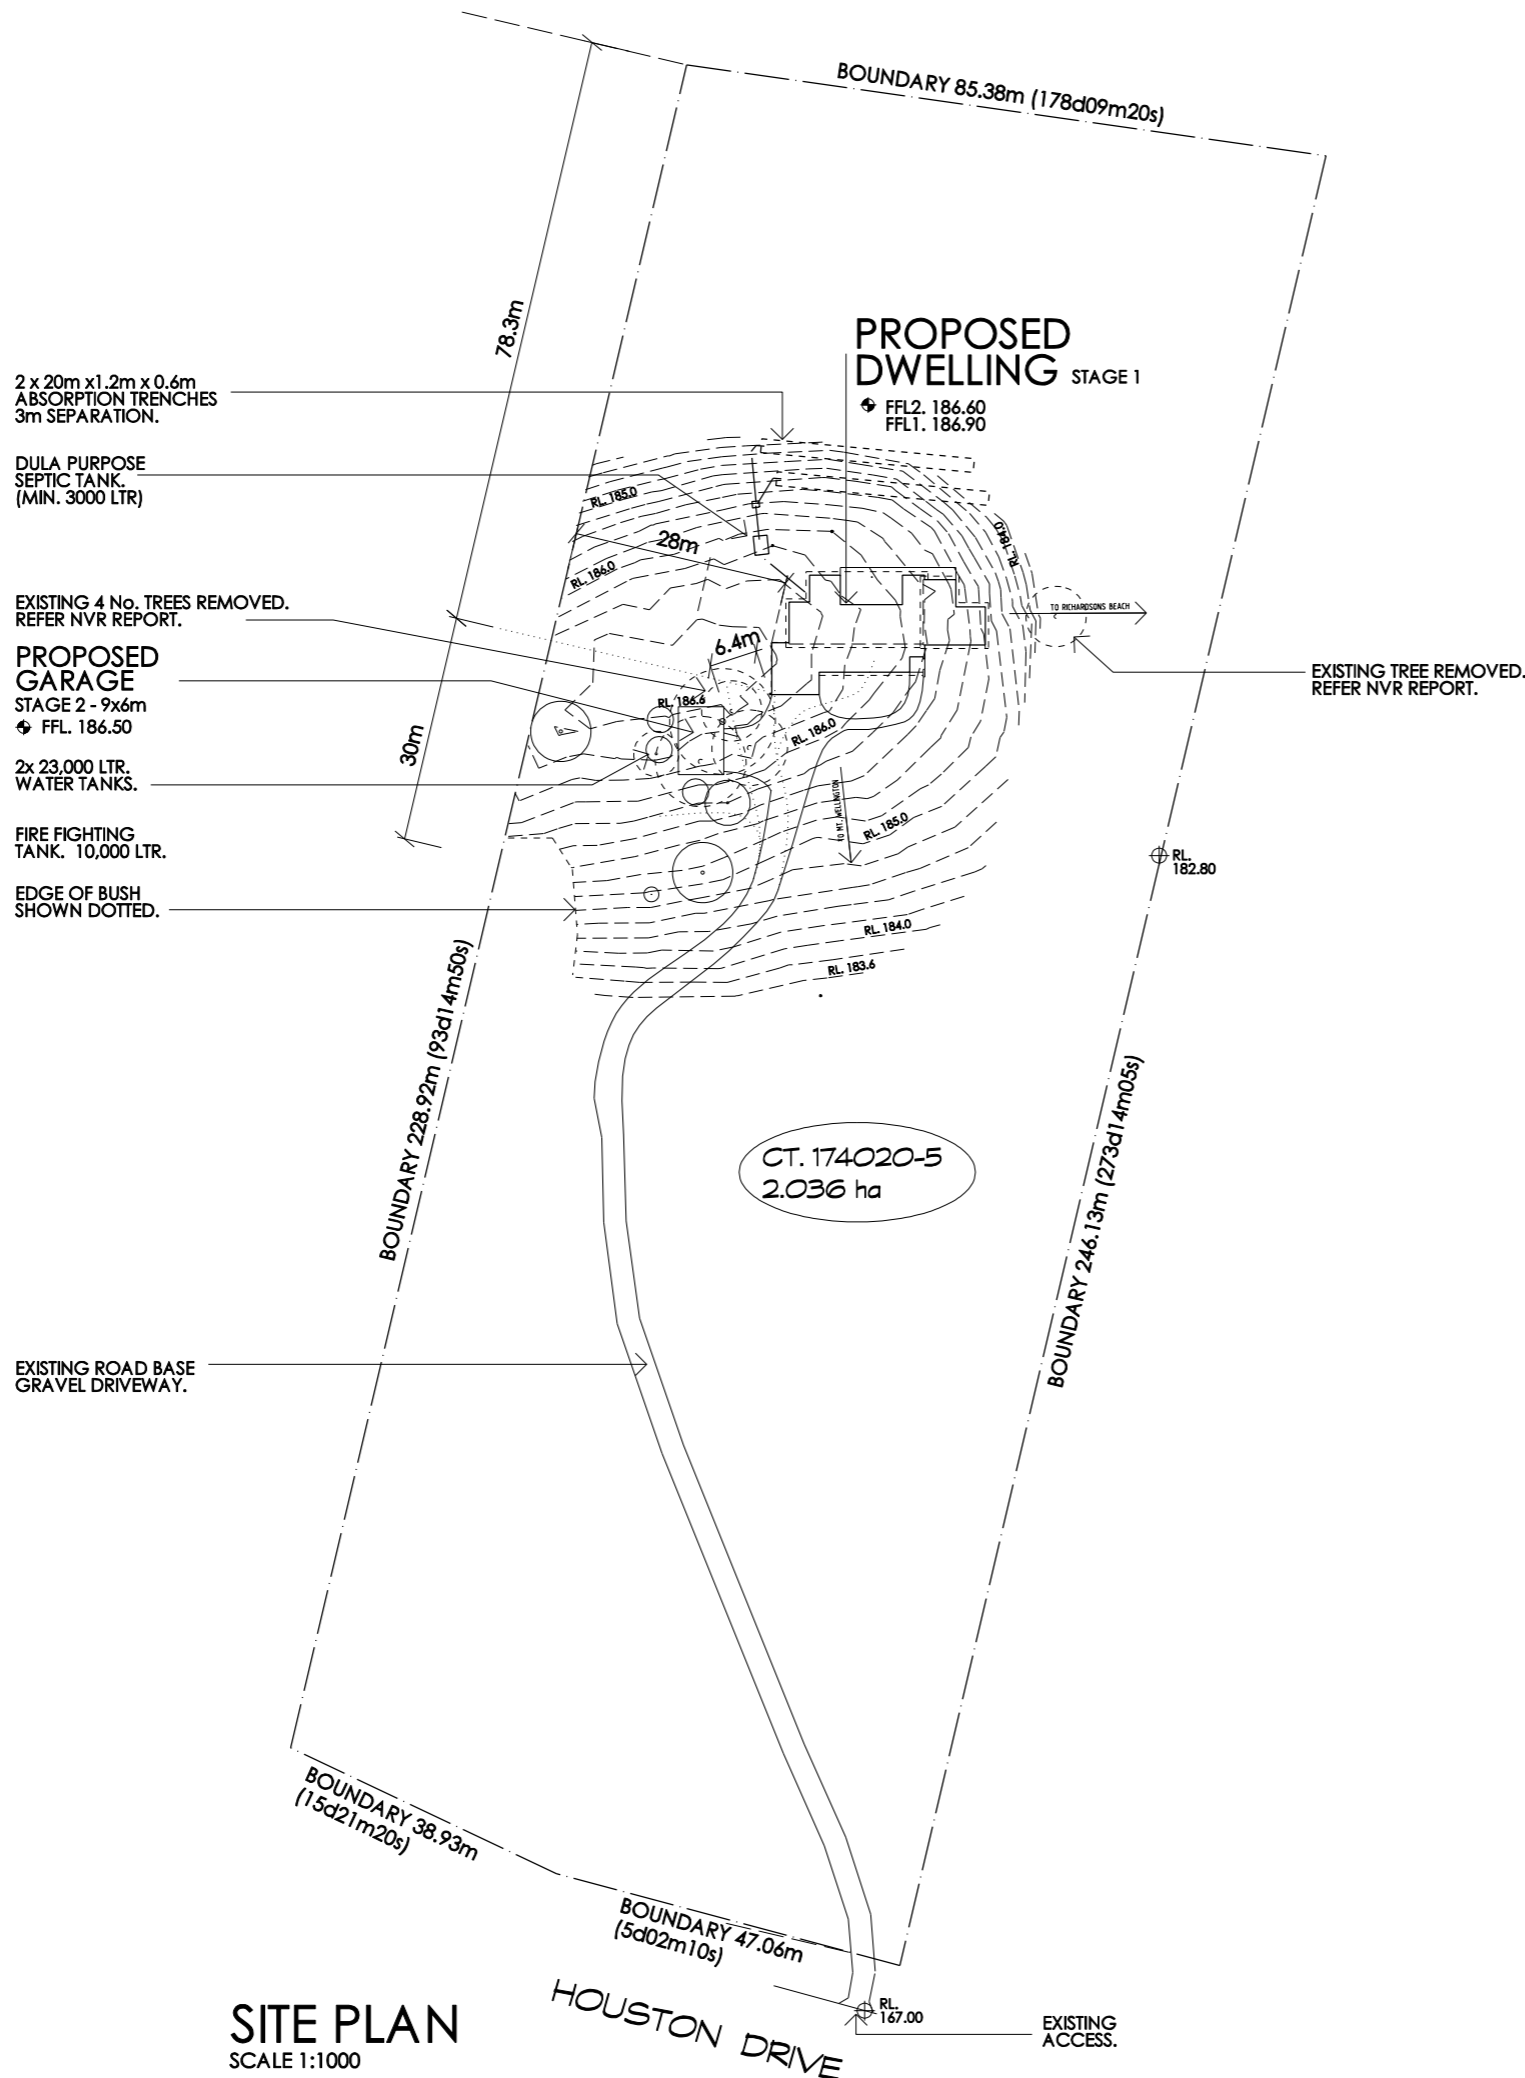 BOUNDARY 85.38m (178d09m20s)
78.3m
PROPOSED
DWELLING STAGE 1
FFL2. 186.60
FFL1. 186.90
2 x 20m x1.2m x 0.6m
ABSORPTION TRENCHES
3m SEPARATION.
DULA PURPOSE
SEPTIC TANK.
(MIN. 3000 LTR)
RL. 185.0
28m
RL. 184.0
RL. 186.0
EXISTING 4 No. TREES REMOVED.
REFER NVR REPORT.
TO RICHARDSONS BEACH
6.4m
PROPOSED
GARAGE
STAGE 2 - 9x6m
FFL. 186.50
EXISTING TREE REMOVED.
REFER NVR REPORT.
RL. 186.6
RL. 186.0
30m
2x 23,000 LTR.
WATER TANKS.
TO MT. WELLINGTON
RL. 185.0
FIRE FIGHTING
TANK. 10,000 LTR.
RL.
182.80
EDGE OF BUSH
SHOWN DOTTED.
RL. 184.0
RL. 183.6
BOUNDARY 228.92m (93d14m50s)
BOUNDARY 246.13m (273d14m05s)
CT. 174020-5
2.036 ha
EXISTING ROAD BASE
GRAVEL DRIVEWAY.
BOUNDARY 38.93m
(15d21m20s)
BOUNDARY 47.06m
(5d02m10s)
HOUSTON DRIVE
RL.
167.00
EXISTING
ACCESS.
SITE PLAN
SCALE 1:1000